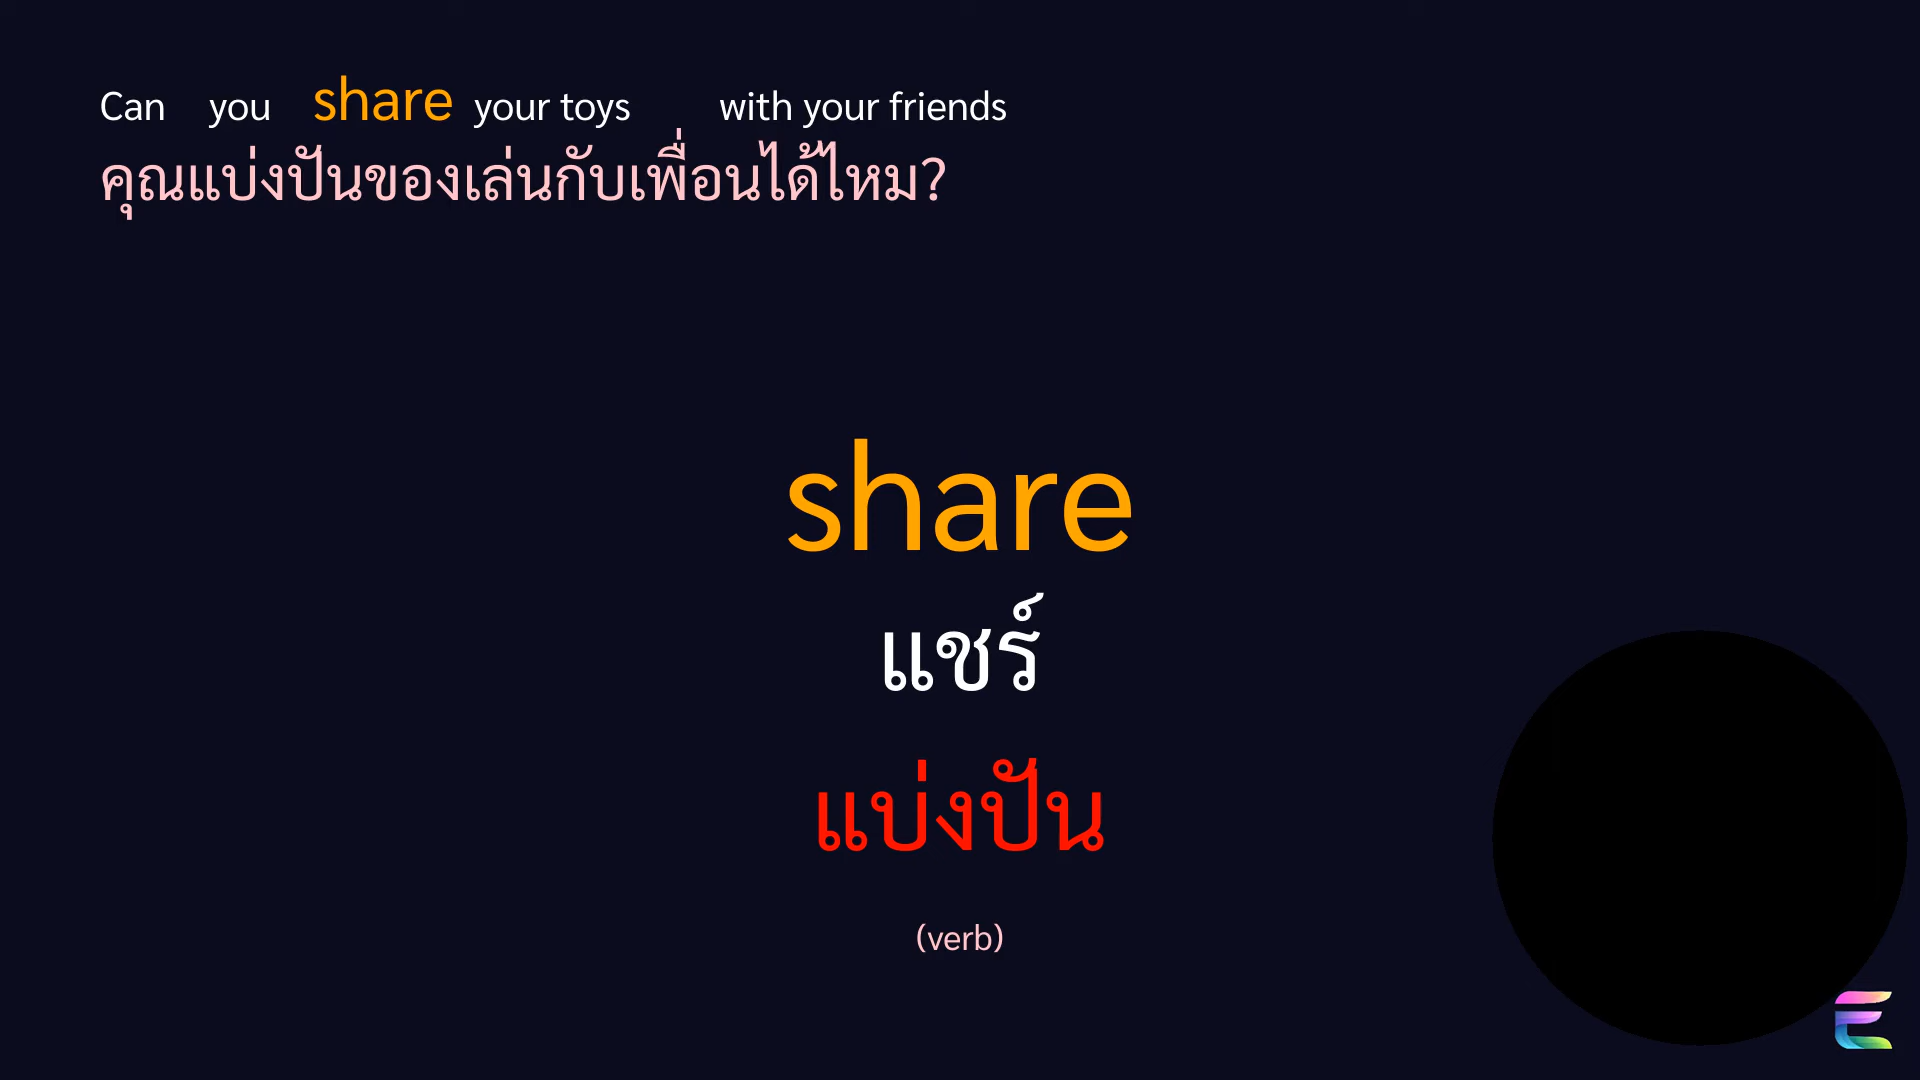 Can you share your toys with your friends
คุณแบ่งปันของเล่นกับเพื่อนได้ไหม?
share
แชร์
แบ่งปัน
(verb)